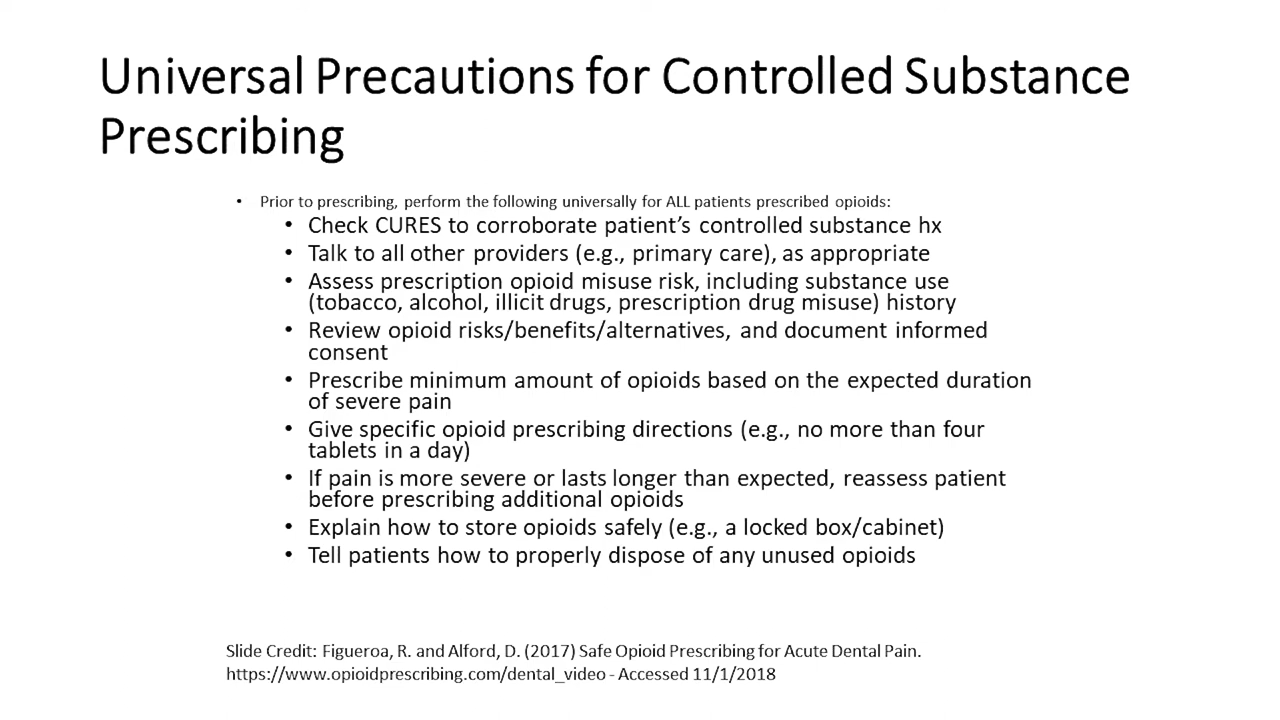 Universal Precautions for Controlled Substance
Prescribing
• Prior to prescribing, perform the following universally for ALL patients prescribed opioids:
• Check CURES to corroborate patient's controlled substance hx
• Talk to all other providers (e.g., primary care), as appropriate
• Assess prescription opioid misuse risk, including substance use
(tobacco, alcohol, illicit drugs, prescription drug misuse) history
• Review opioid risks/benefits/alternatives, and document informed
consent
• Prescribe minimum amount of opioids based on the expected duration
of severe pain
• Give specific opioid prescribing directions (e.g., no more than four
tablets in a day)
• If pain is more severe or lasts longer than expected, reassess patient
before prescribing additional opioids
• Explain how to store opioids safely (e.g., a locked box/cabinet)
• Tell patients how to properly dispose of any unused opioids
Slide Credit: Figueroa, R. and Alford, D. (2017) Safe Opioid Prescribing for Acute Dental Pain.
https://www.opioidprescribing.com/dental_video - Accessed 11/1/2018